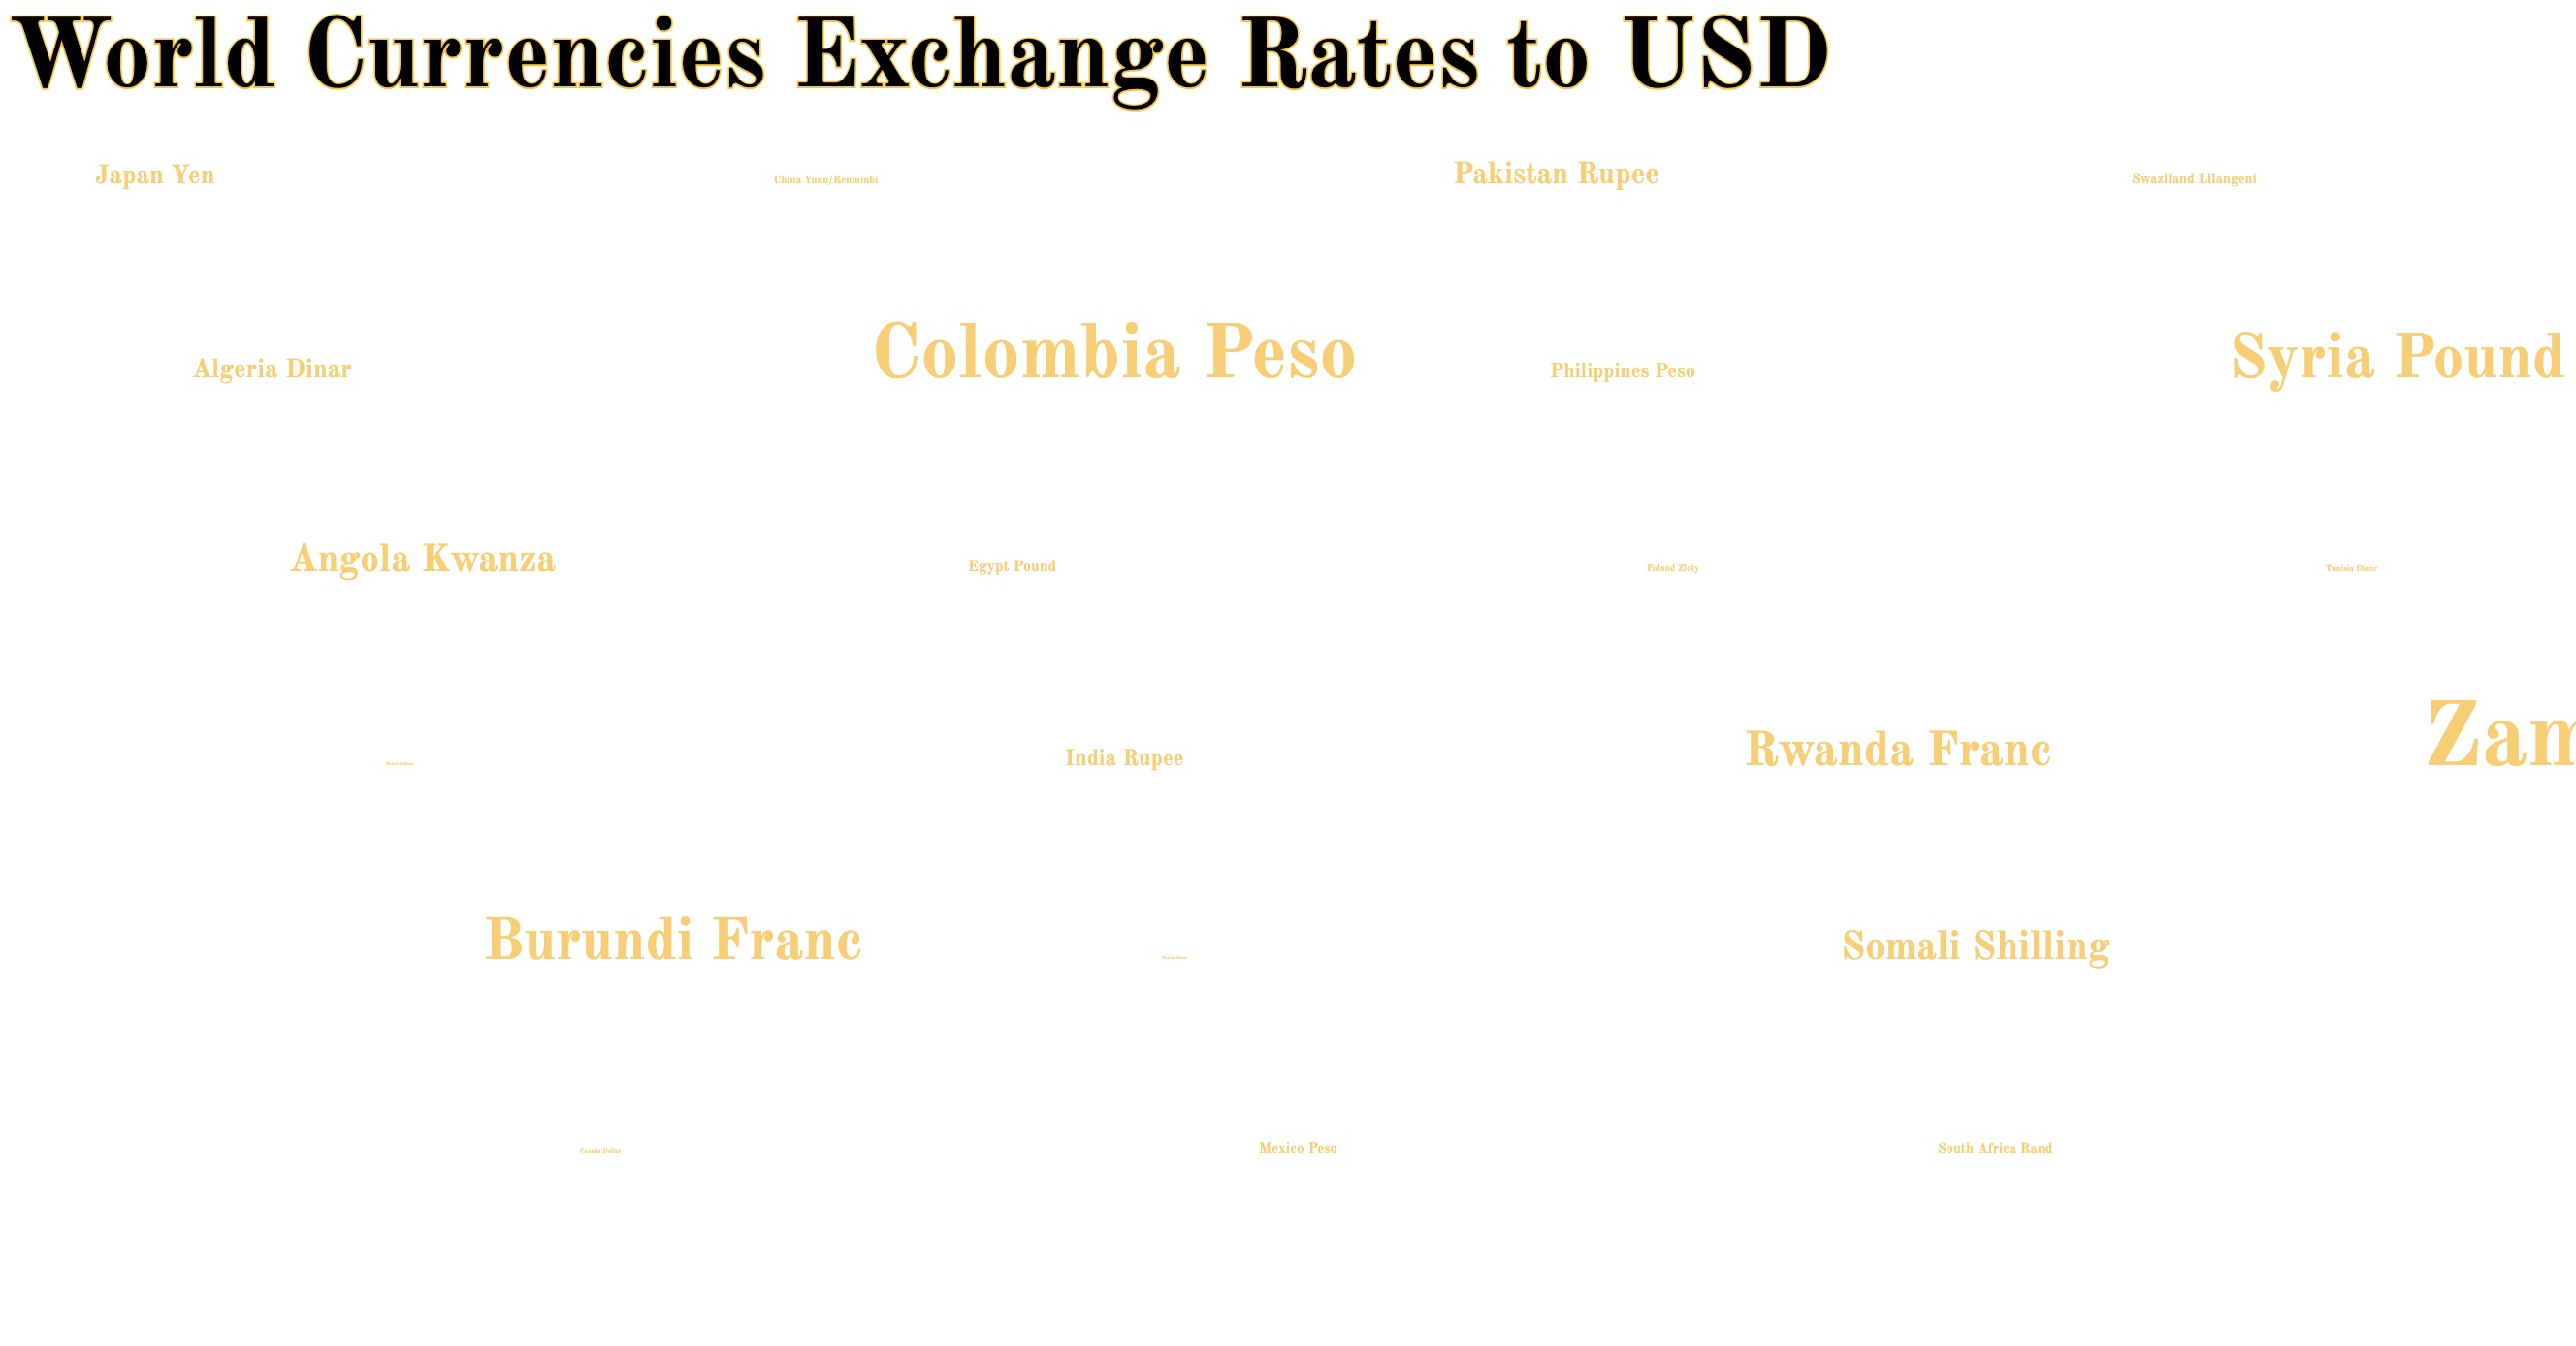 World Currencies Exchange Rates to USD
Japan Yen
China Yuan/Renminbi
Pakistan Rupee
Swaziland Lilangeni
Algeria Dinar
Colombia Peso
Philippines Peso
Syria Pound
Angola Kwanza
Egypt Pound
Poland Zloty
Tunisia Dinar
India Rupee
Rwanda Franc
Zam
Burundi Franc
Somali Shilling
Canada Dollar
Mexico Peso
South Africa Rand